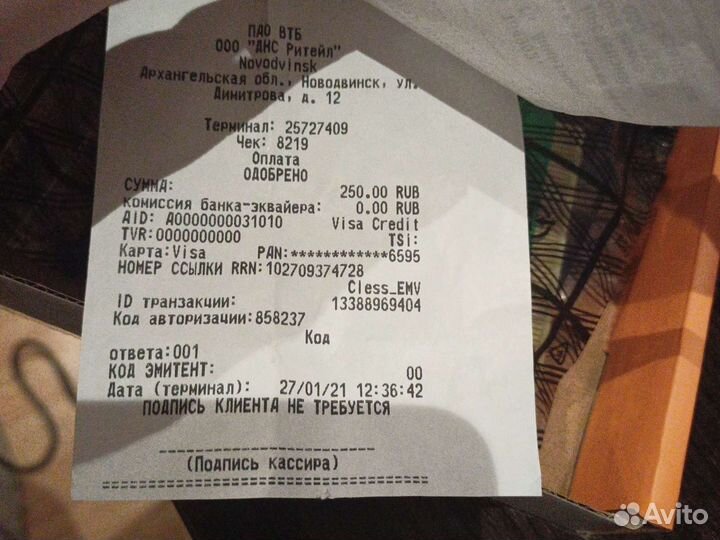 ПАО ВТБ
ООО "ДНС Ритейл"
Novodvinsk
Архангельская обл., Новодвинск, ул.
Димитрова, д. 12
Терминал: 25727409
Чек: 8219
Оплата
ОДОБРЕНО
СУММА: 250.00 RUB
Комиссия банка-эквайера: 0.00 RUB
AID: A0000000031010 Visa Credit
TVR:0000000000 TSi:
Карта:Visa PAN:************6595
НОМЕР ССЫЛКИ RRN:102709374728
Cless_EMV
ID транзакции: 13388969404
Код авторизации:858237
Код
ответа:001
КОД ЭМИТЕНТ: 00
Дата (терминал): 27/01/21 12:36:42
ПОДПИСЬ КЛИЕНТА НЕ ТРЕБУЕТСЯ
(Подпись кассира)
Avito